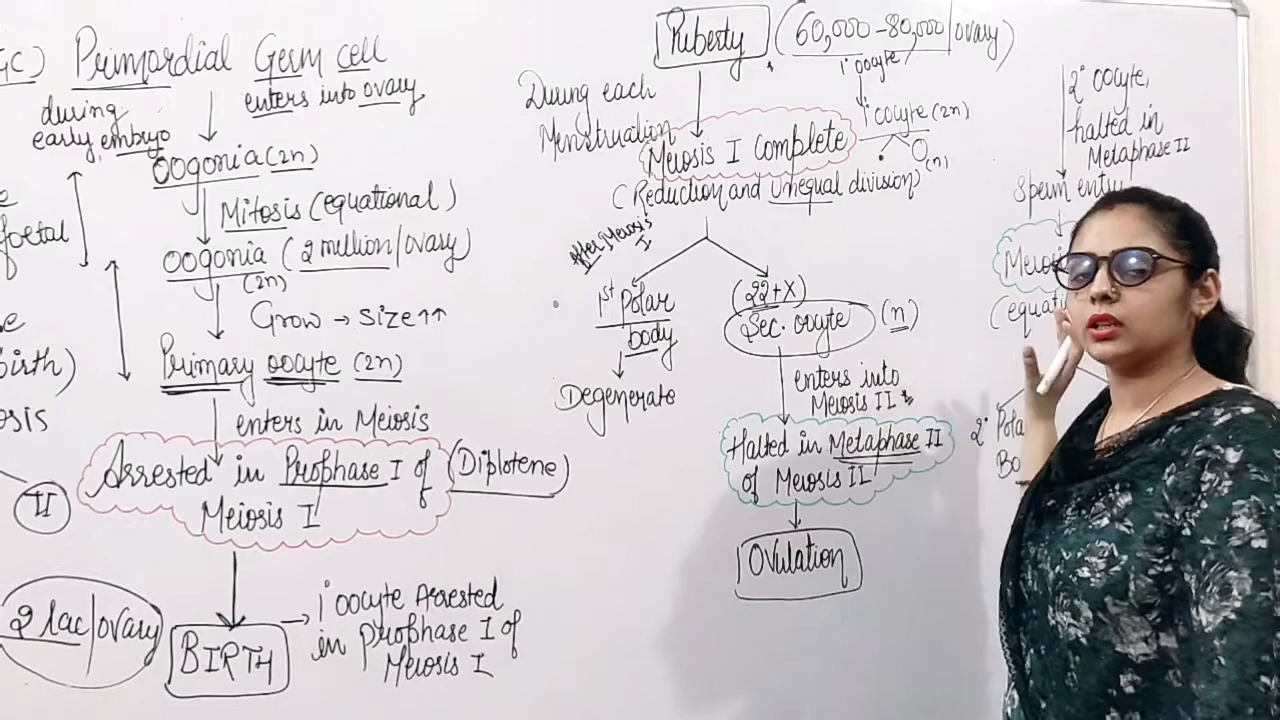 GC) Primordial Germ cell
during early embryo
enters into ovary
Oogonia (2n)
Mitosis (equational)
foetal
Oogonia (2 million/ovary)
(2n)
Grow → Size ↑↑
birth)
Primary oocyte (2n)
enters in Meiosis
Arrested in Prophase I of (Diplotene)
Meiosis I
II
2 lac/ovary
BIRTH → 1° oocyte Arrested
in prophase I of
Meiosis I
Puberty (60,000-80,000/ovary)
1° oocyte
During each
Menstruation
1° oocyte (2n)
(n)
Meiosis I complete
(Reduction and unequal division)
After Meiosis I
1st Polar
body
Degenerate
(22+X)
Sec. oocyte (n)
enters into
Meiosis II
Halted in Metaphase II
of Meiosis II
Ovulation
2° oocyte,
halted in
Metaphase II
Sperm entry